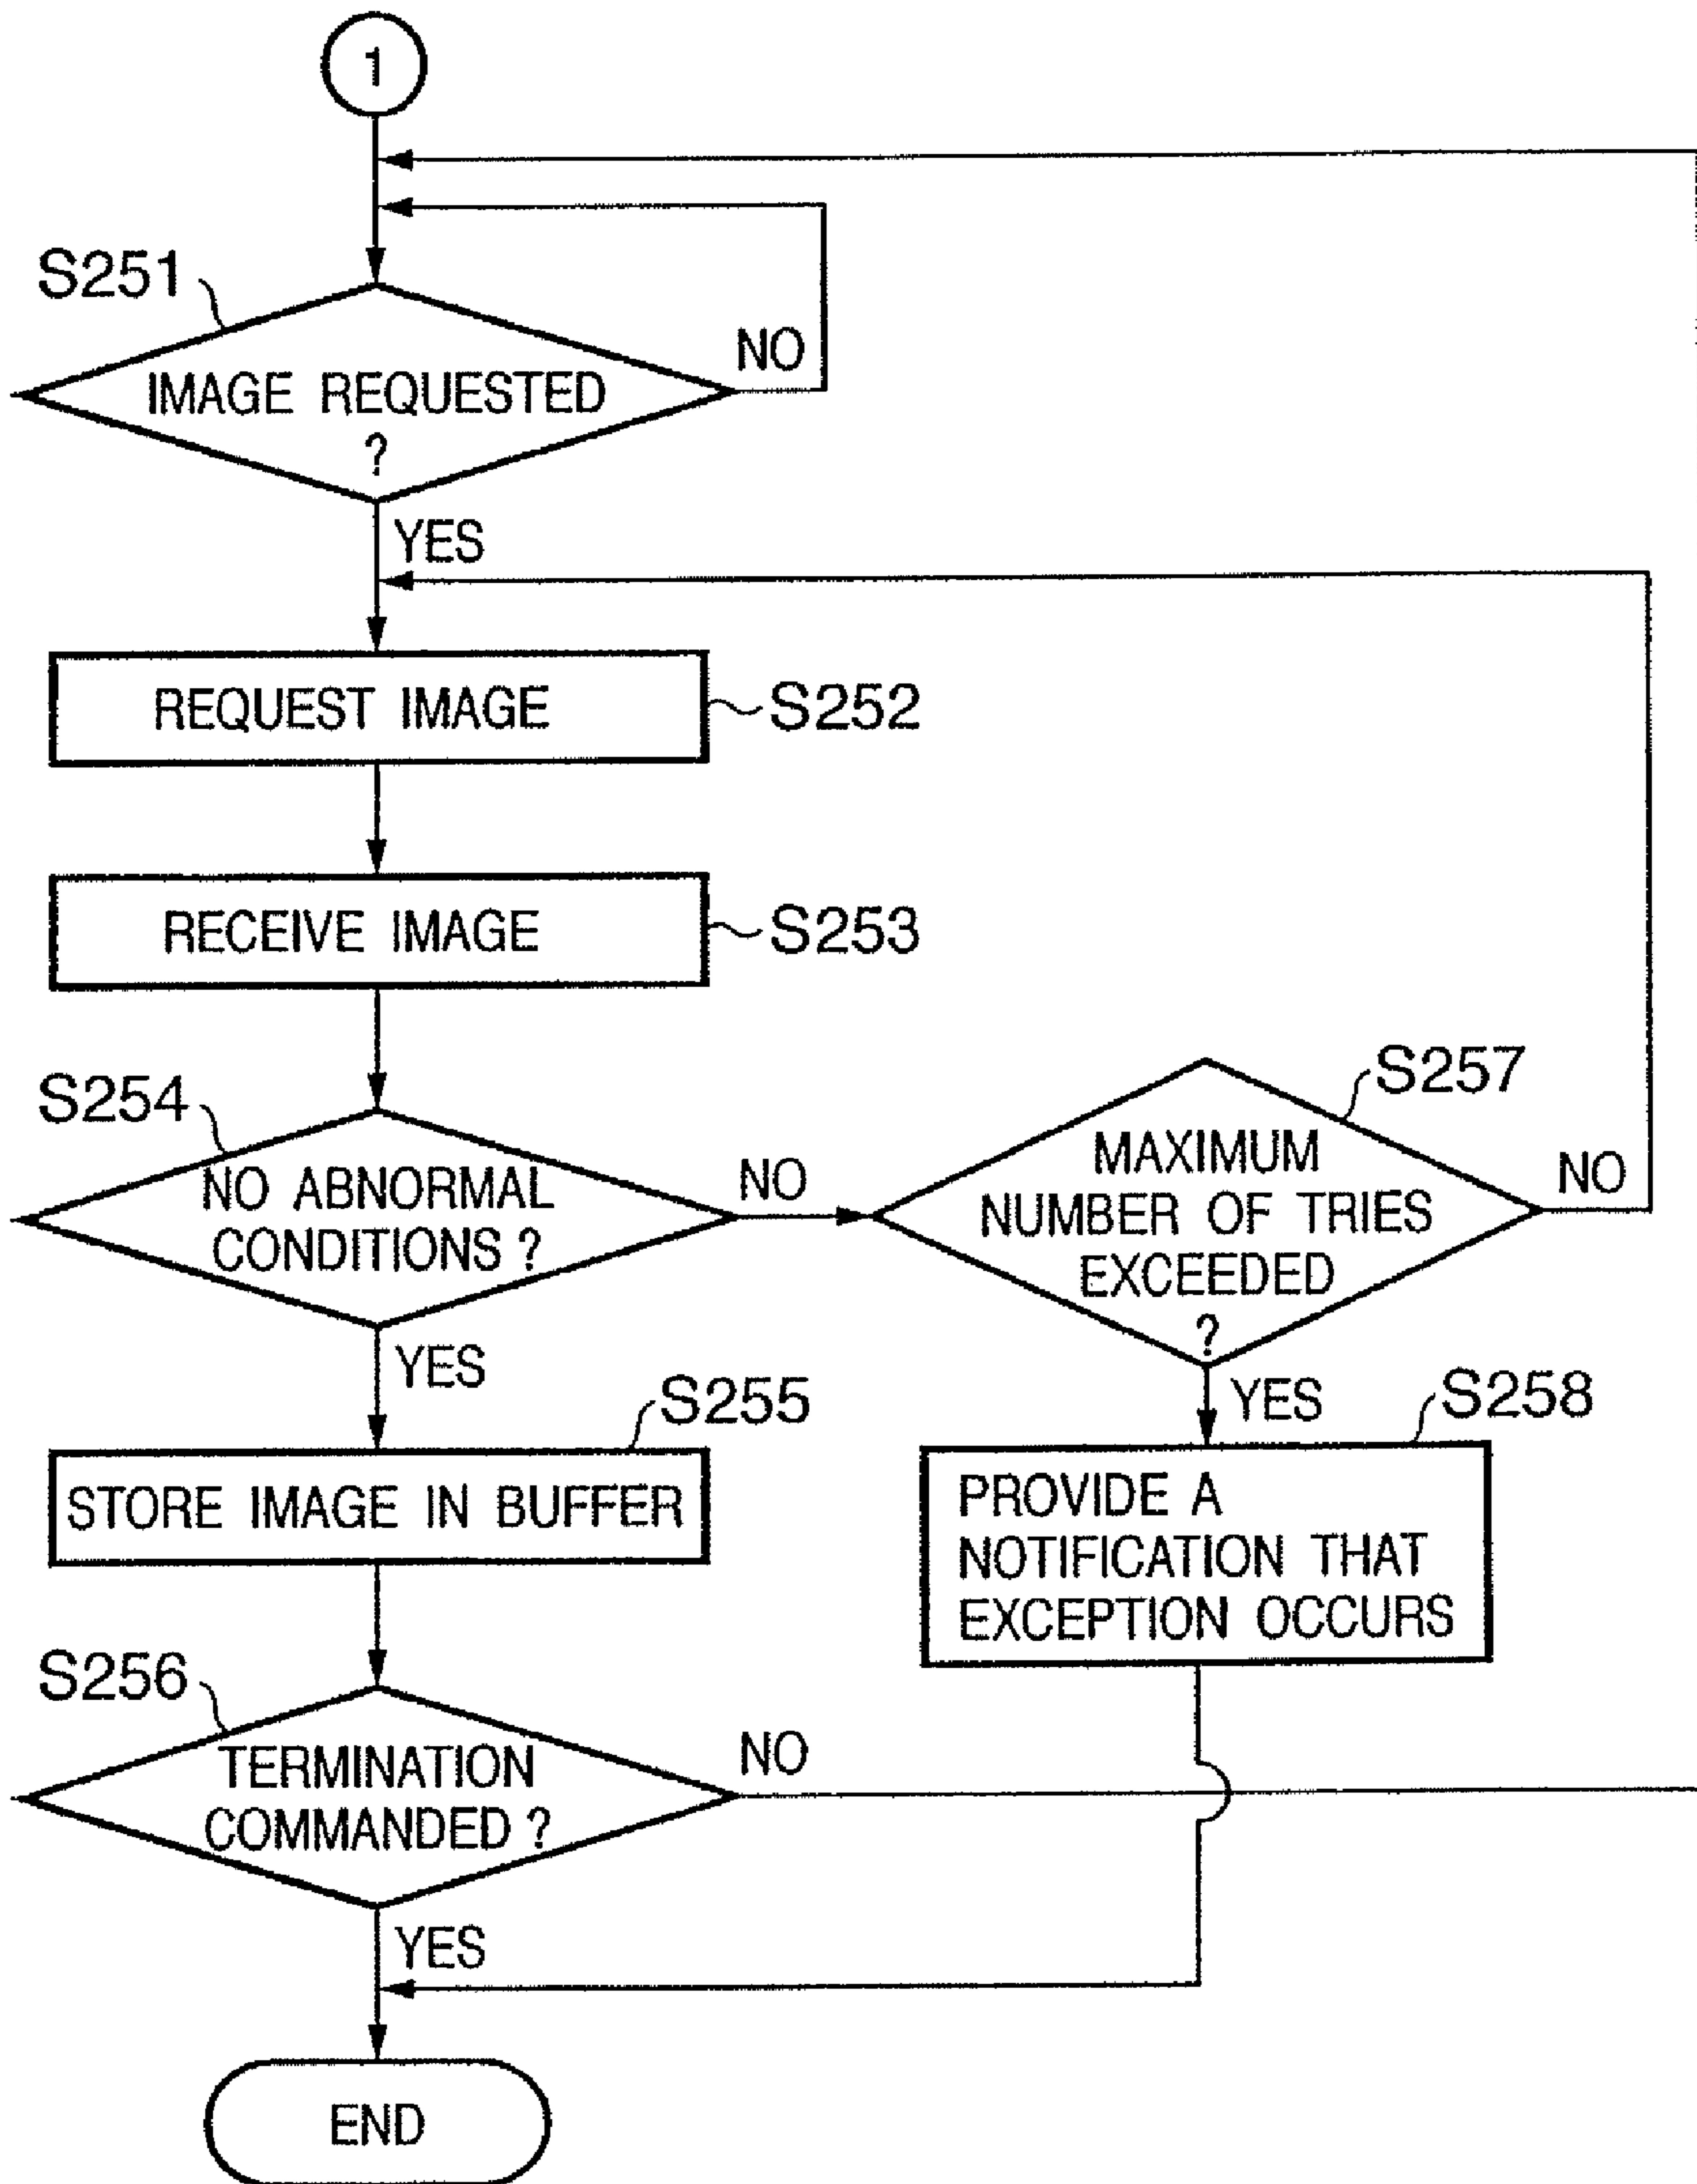 1
S251
NO
IMAGE REQUESTED
?
YES
REQUEST IMAGE
S252
RECEIVE IMAGE
S253
S254
NO ABNORMAL
CONDITIONS ?
NO
S257
MAXIMUM
NUMBER OF TRIES
EXCEEDED
?
NO
YES
S255
STORE IMAGE IN BUFFER
YES
S258
PROVIDE A
NOTIFICATION THAT
EXCEPTION OCCURS
S256
TERMINATION
COMMANDED ?
NO
YES
END